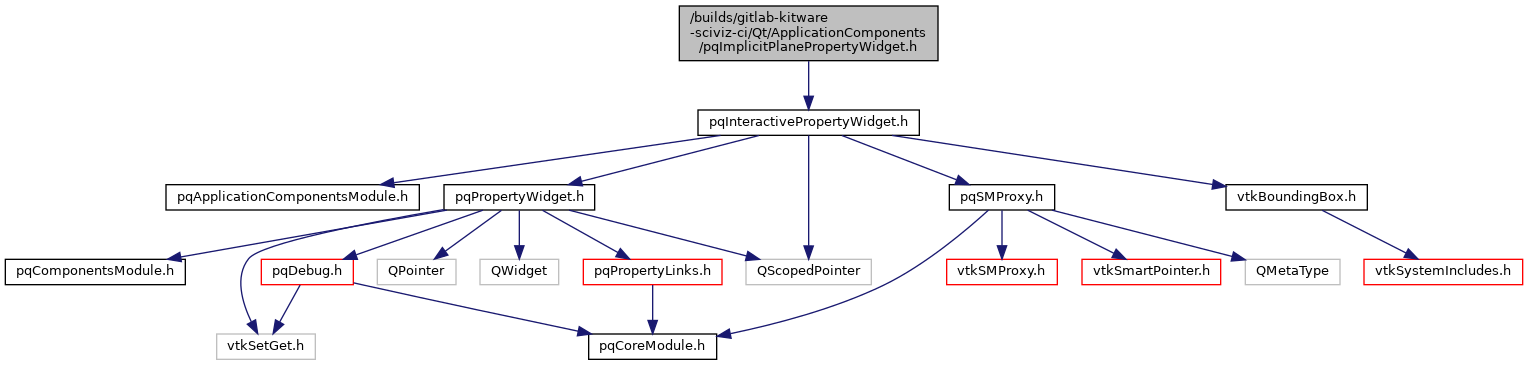 /builds/gitlab-kitware
-sciviz-ci/Qt/ApplicationComponents
/pqImplicitPlanePropertyWidget.h
pqInteractivePropertyWidget.h
pqApplicationComponentsModule.h
pqPropertyWidget.h
pqSMProxy.h
vtkBoundingBox.h
pqComponentsModule.h
pqDebug.h
QPointer
QWidget
pqPropertyLinks.h
QScopedPointer
vtkSMProxy.h
vtkSmartPointer.h
QMetaType
vtkSystemIncludes.h
vtkSetGet.h
pqCoreModule.h